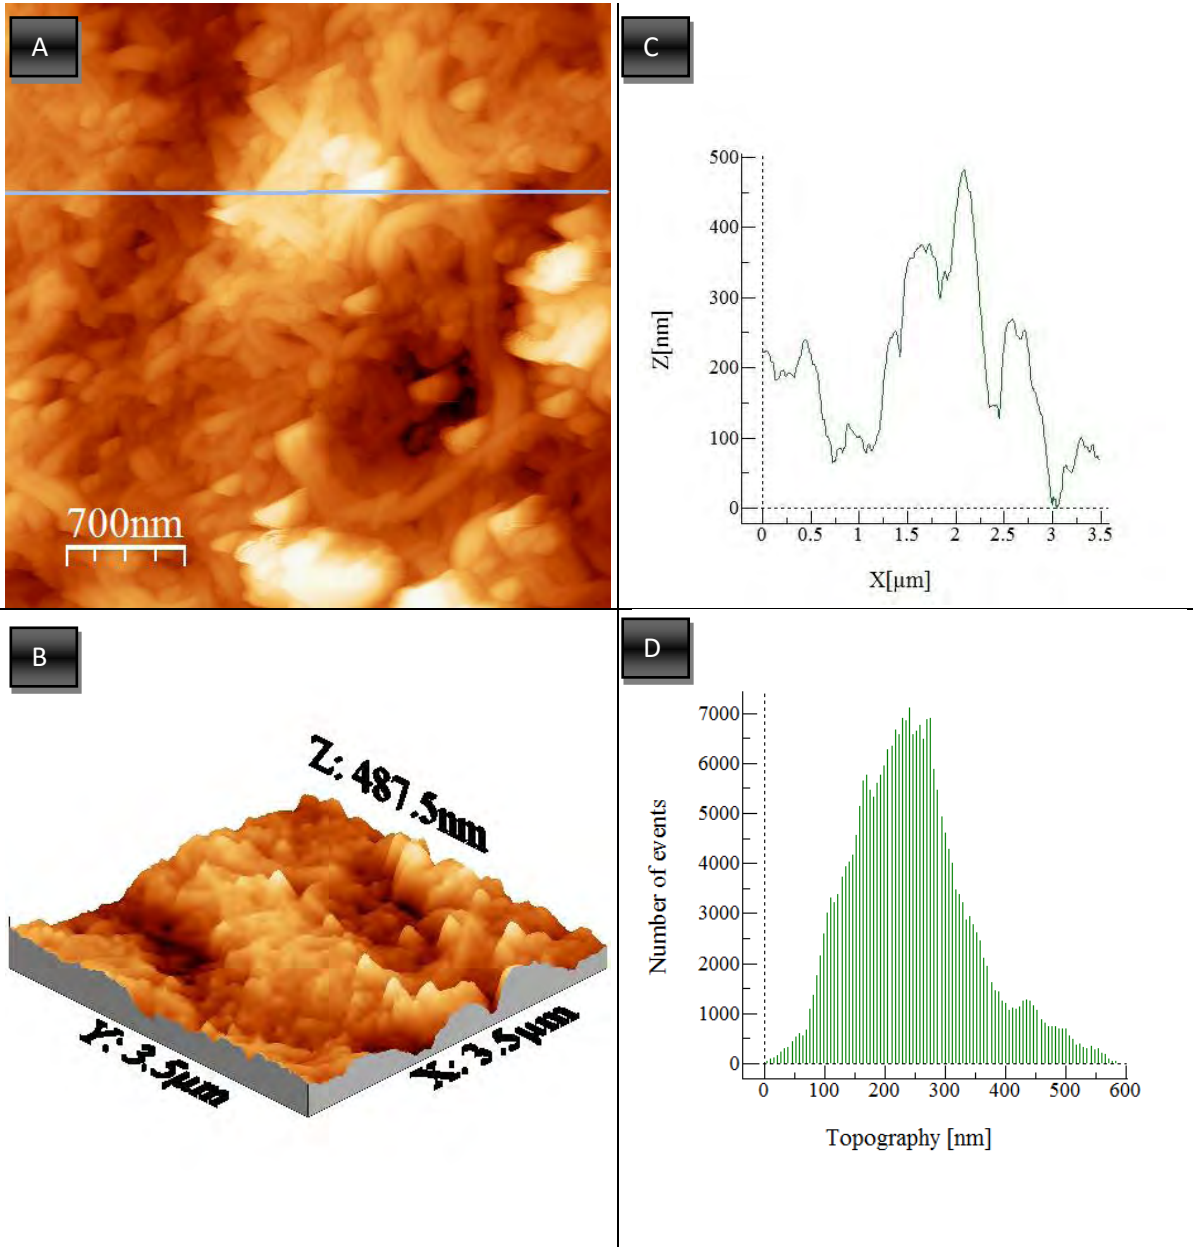 A
700nm
B
Z: 487.5nm
Y: 3.5µm
X: 3.5µm
C
500
400
300
200
100
0
Z[nm]
0 0.5 1 1.5 2 2.5 3 3.5
X[µm]
D
7000
6000
5000
4000
3000
2000
1000
0
Number of events
0 100 200 300 400 500 600
Topography [nm]